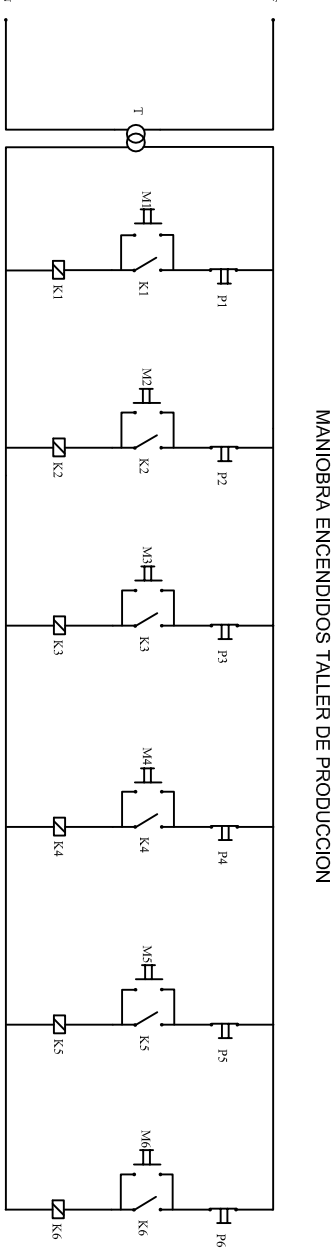 MANIOBRA ENCENDIDOS TALLER DE PRODUCCION
T
P1
M1
K1
K1
P2
M2
K2
K2
P3
M3
K3
K3
P4
M4
K4
K4
P5
M5
K5
K5
P6
M6
K6
K6